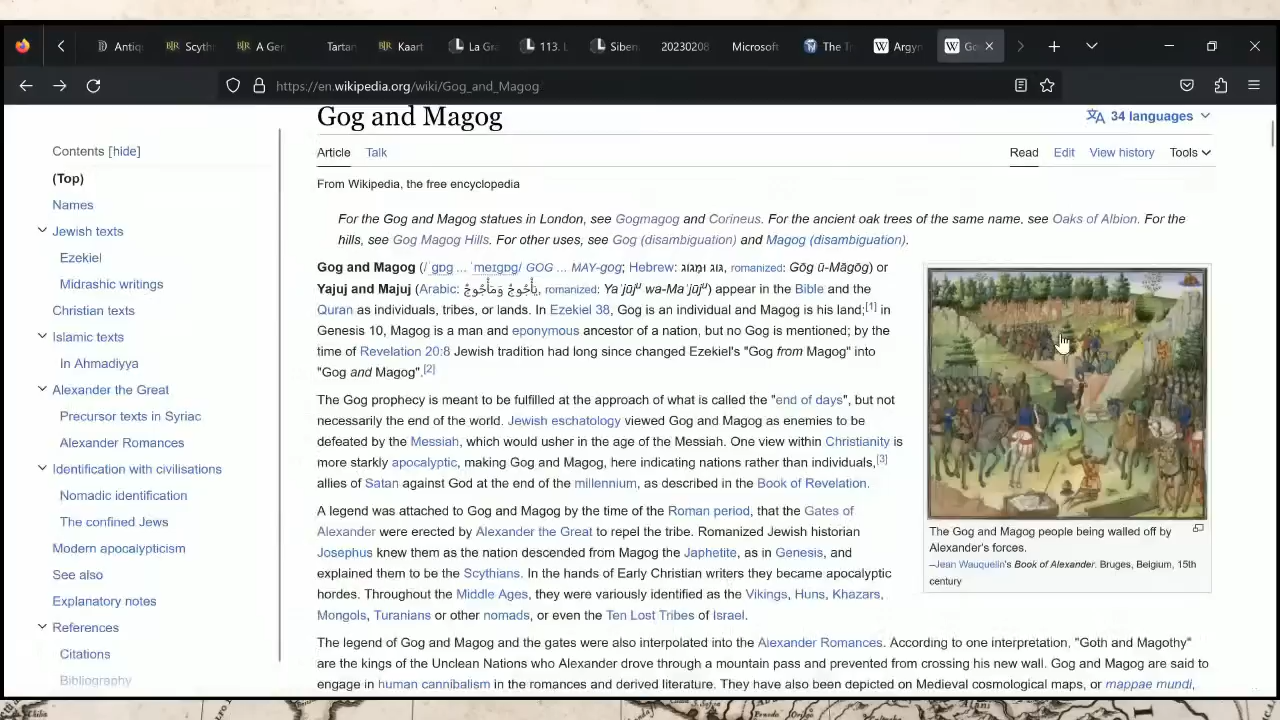 Antiq
BJR Scyth
BJR A Ger
Tartar
BJR Kaart
L La Gra
L 113. L
L Siber
20230208
Microsoft
The T
W Argyn
W Go
https://en.wikipedia.org/wiki/Gog_and_Magog
Gog and Magog
34 languages
Contents [hide]
(Top)
Names
Jewish texts
Ezekiel
Midrashic writings
Christian texts
Islamic texts
In Ahmadiyya
Alexander the Great
Precursor texts in Syriac
Alexander Romances
Identification with civilisations
Nomadic identification
The confined Jews
Modern apocalypticism
See also
Explanatory notes
References
Citations
Bibliography
Article Talk
Read Edit View history Tools
From Wikipedia, the free encyclopedia
For the Gog and Magog statues in London, see Gogmagog and Corineus. For the ancient oak trees of the same name, see Oaks of Albion. For the
hills, see Gog Magog Hills. For other uses, see Gog (disambiguation) and Magog (disambiguation).
Gog and Magog (/ˈɡɒɡ ... ˈmeɪɡɒɡ/ GOG ... MAY-gog; Hebrew: גּוֹג וּמָגוֹג, romanized: Gōg ū-Māgōg) or
Yajuj and Majuj (Arabic: يَأْجُوجُ وَمَأْجُوجُ, romanized: Yaʾjūjᵘ wa-Maʾjūjᵘ) appear in the Bible and the
Quran as individuals, tribes, or lands. In Ezekiel 38, Gog is an individual and Magog is his land;[1] in
Genesis 10, Magog is a man and eponymous ancestor of a nation, but no Gog is mentioned; by the
time of Revelation 20:8 Jewish tradition had long since changed Ezekiel's "Gog from Magog" into
"Gog and Magog".[2]
The Gog prophecy is meant to be fulfilled at the approach of what is called the "end of days", but not
necessarily the end of the world. Jewish eschatology viewed Gog and Magog as enemies to be
defeated by the Messiah, which would usher in the age of the Messiah. One view within Christianity is
more starkly apocalyptic, making Gog and Magog, here indicating nations rather than individuals,[3]
allies of Satan against God at the end of the millennium, as described in the Book of Revelation.
A legend was attached to Gog and Magog by the time of the Roman period, that the Gates of
Alexander were erected by Alexander the Great to repel the tribe. Romanized Jewish historian
Josephus knew them as the nation descended from Magog the Japhetite, as in Genesis, and
explained them to be the Scythians. In the hands of Early Christian writers they became apocalyptic
hordes. Throughout the Middle Ages, they were variously identified as the Vikings, Huns, Khazars,
Mongols, Turanians or other nomads, or even the Ten Lost Tribes of Israel.
The legend of Gog and Magog and the gates were also interpolated into the Alexander Romances. According to one interpretation, "Goth and Magothy"
are the kings of the Unclean Nations who Alexander drove through a mountain pass and prevented from crossing his new wall. Gog and Magog are said to
engage in human cannibalism in the romances and derived literature. They have also been depicted on Medieval cosmological maps, or mappae mundi,
The Gog and Magog people being walled off by
Alexander's forces.
—Jean Wauquelin's Book of Alexander. Bruges, Belgium, 15th
century